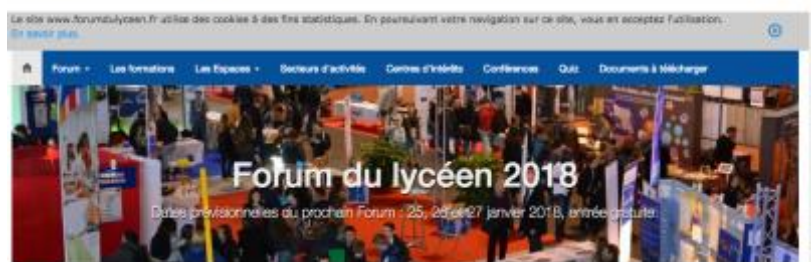 Le site www.forumdulyceen.fr utilise des cookies à des fins statistiques. En poursuivant votre navigation sur ce site, vous en acceptez l'utilisation.
En savoir plus.
Forum Les formations Les Espaces Secteurs d'activités Centres d'intérêts Conférences Quiz Documents à télécharger
Forum du lycéen 2018
Dates prévisionnelles du prochain Forum : 25, 26 et 27 janvier 2018, entrée gratuite.